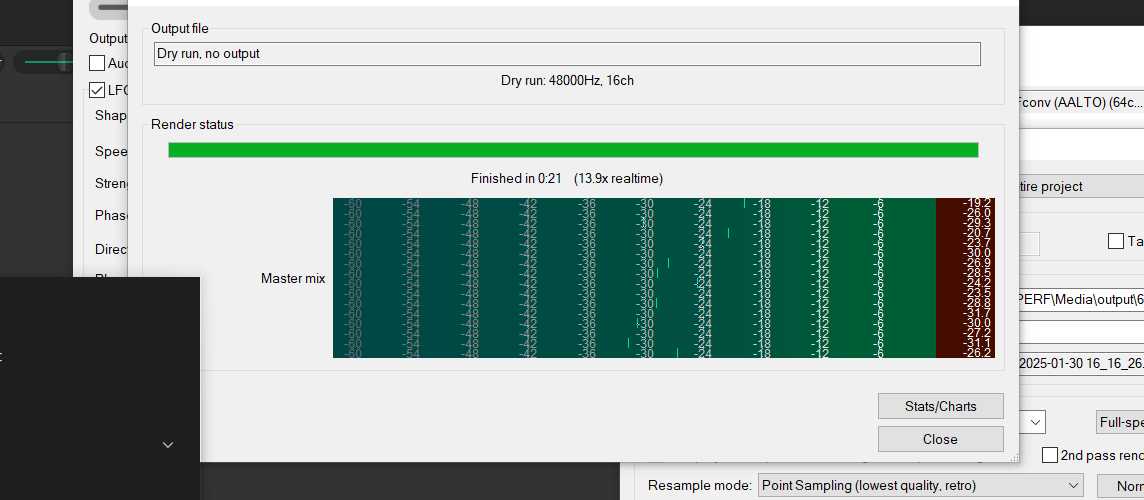 Output file
Dry run, no output
Dry run: 48000Hz, 16ch
Render status
Finished in 0:21 (13.9x realtime)
Master mix
-60 -54 -48 -42 -36 -30 -24 -18 -12 -6 -19.2
-60 -54 -48 -42 -36 -30 -24 -18 -12 -6 -26.0
-60 -54 -48 -42 -36 -30 -24 -18 -12 -6 -29.3
-60 -54 -48 -42 -36 -30 -24 -18 -12 -6 -20.7
-60 -54 -48 -42 -36 -30 -24 -18 -12 -6 -23.7
-60 -54 -48 -42 -36 -30 -24 -18 -12 -6 -30.0
-60 -54 -48 -42 -36 -30 -24 -18 -12 -6 -26.9
-60 -54 -48 -42 -36 -30 -24 -18 -12 -6 -28.5
-60 -54 -48 -42 -36 -30 -24 -18 -12 -6 -24.2
-60 -54 -48 -42 -36 -30 -24 -18 -12 -6 -23.5
-60 -54 -48 -42 -36 -30 -24 -18 -12 -6 -28.8
-60 -54 -48 -42 -36 -30 -24 -18 -12 -6 -31.7
-60 -54 -48 -42 -36 -30 -24 -18 -12 -6 -30.0
-60 -54 -48 -42 -36 -30 -24 -18 -12 -6 -27.2
-60 -54 -48 -42 -36 -30 -24 -18 -12 -6 -31.1
-60 -54 -48 -42 -36 -30 -24 -18 -12 -6 -26.2
Stats/Charts
Close
Output
Auc
LFO
Shap
Spee
Streng
Phase
Direc
conv (AALTO) (64c...
tire project
Ta
PERF\Media\output\6
2025-01-30 16_16_26.
Full-spe
2nd pass rend
Resample mode: Point Sampling (lowest quality, retro)
Norn